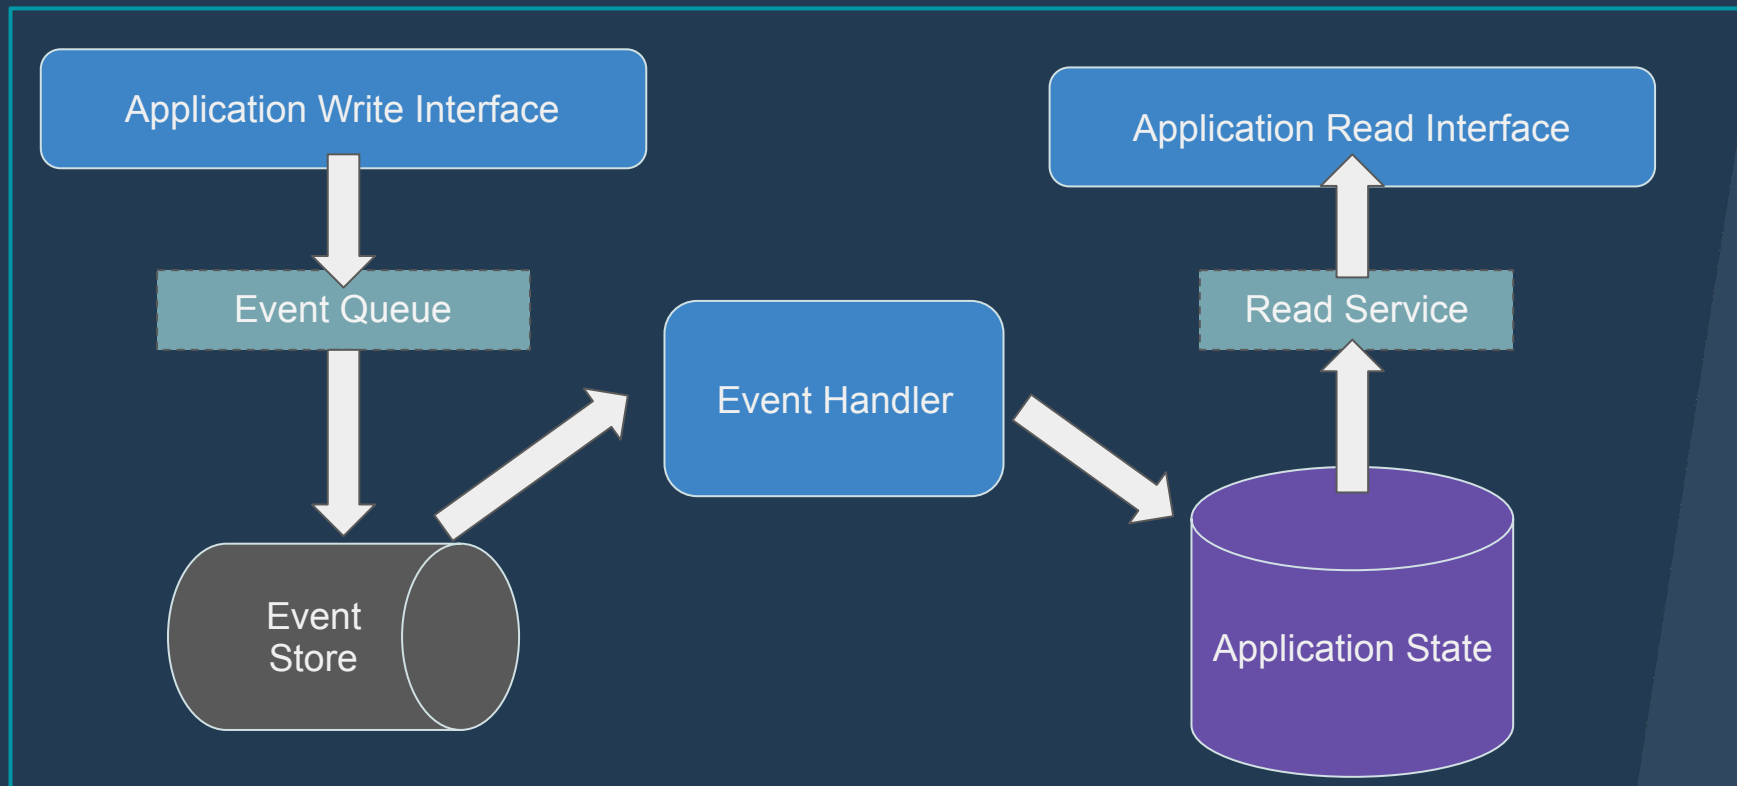 Application Write Interface
Application Read Interface
Event Queue
Read Service
Event Handler
Event
Store
Application State